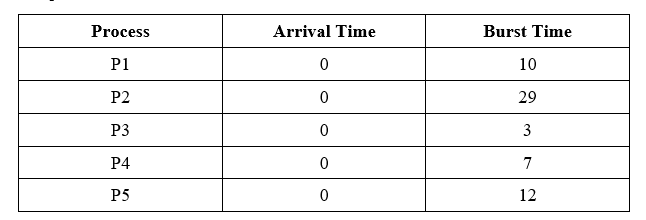 Process Arrival Time Burst Time
P1 0 10
P2 0 29
P3 0 3
P4 0 7
P5 0 12